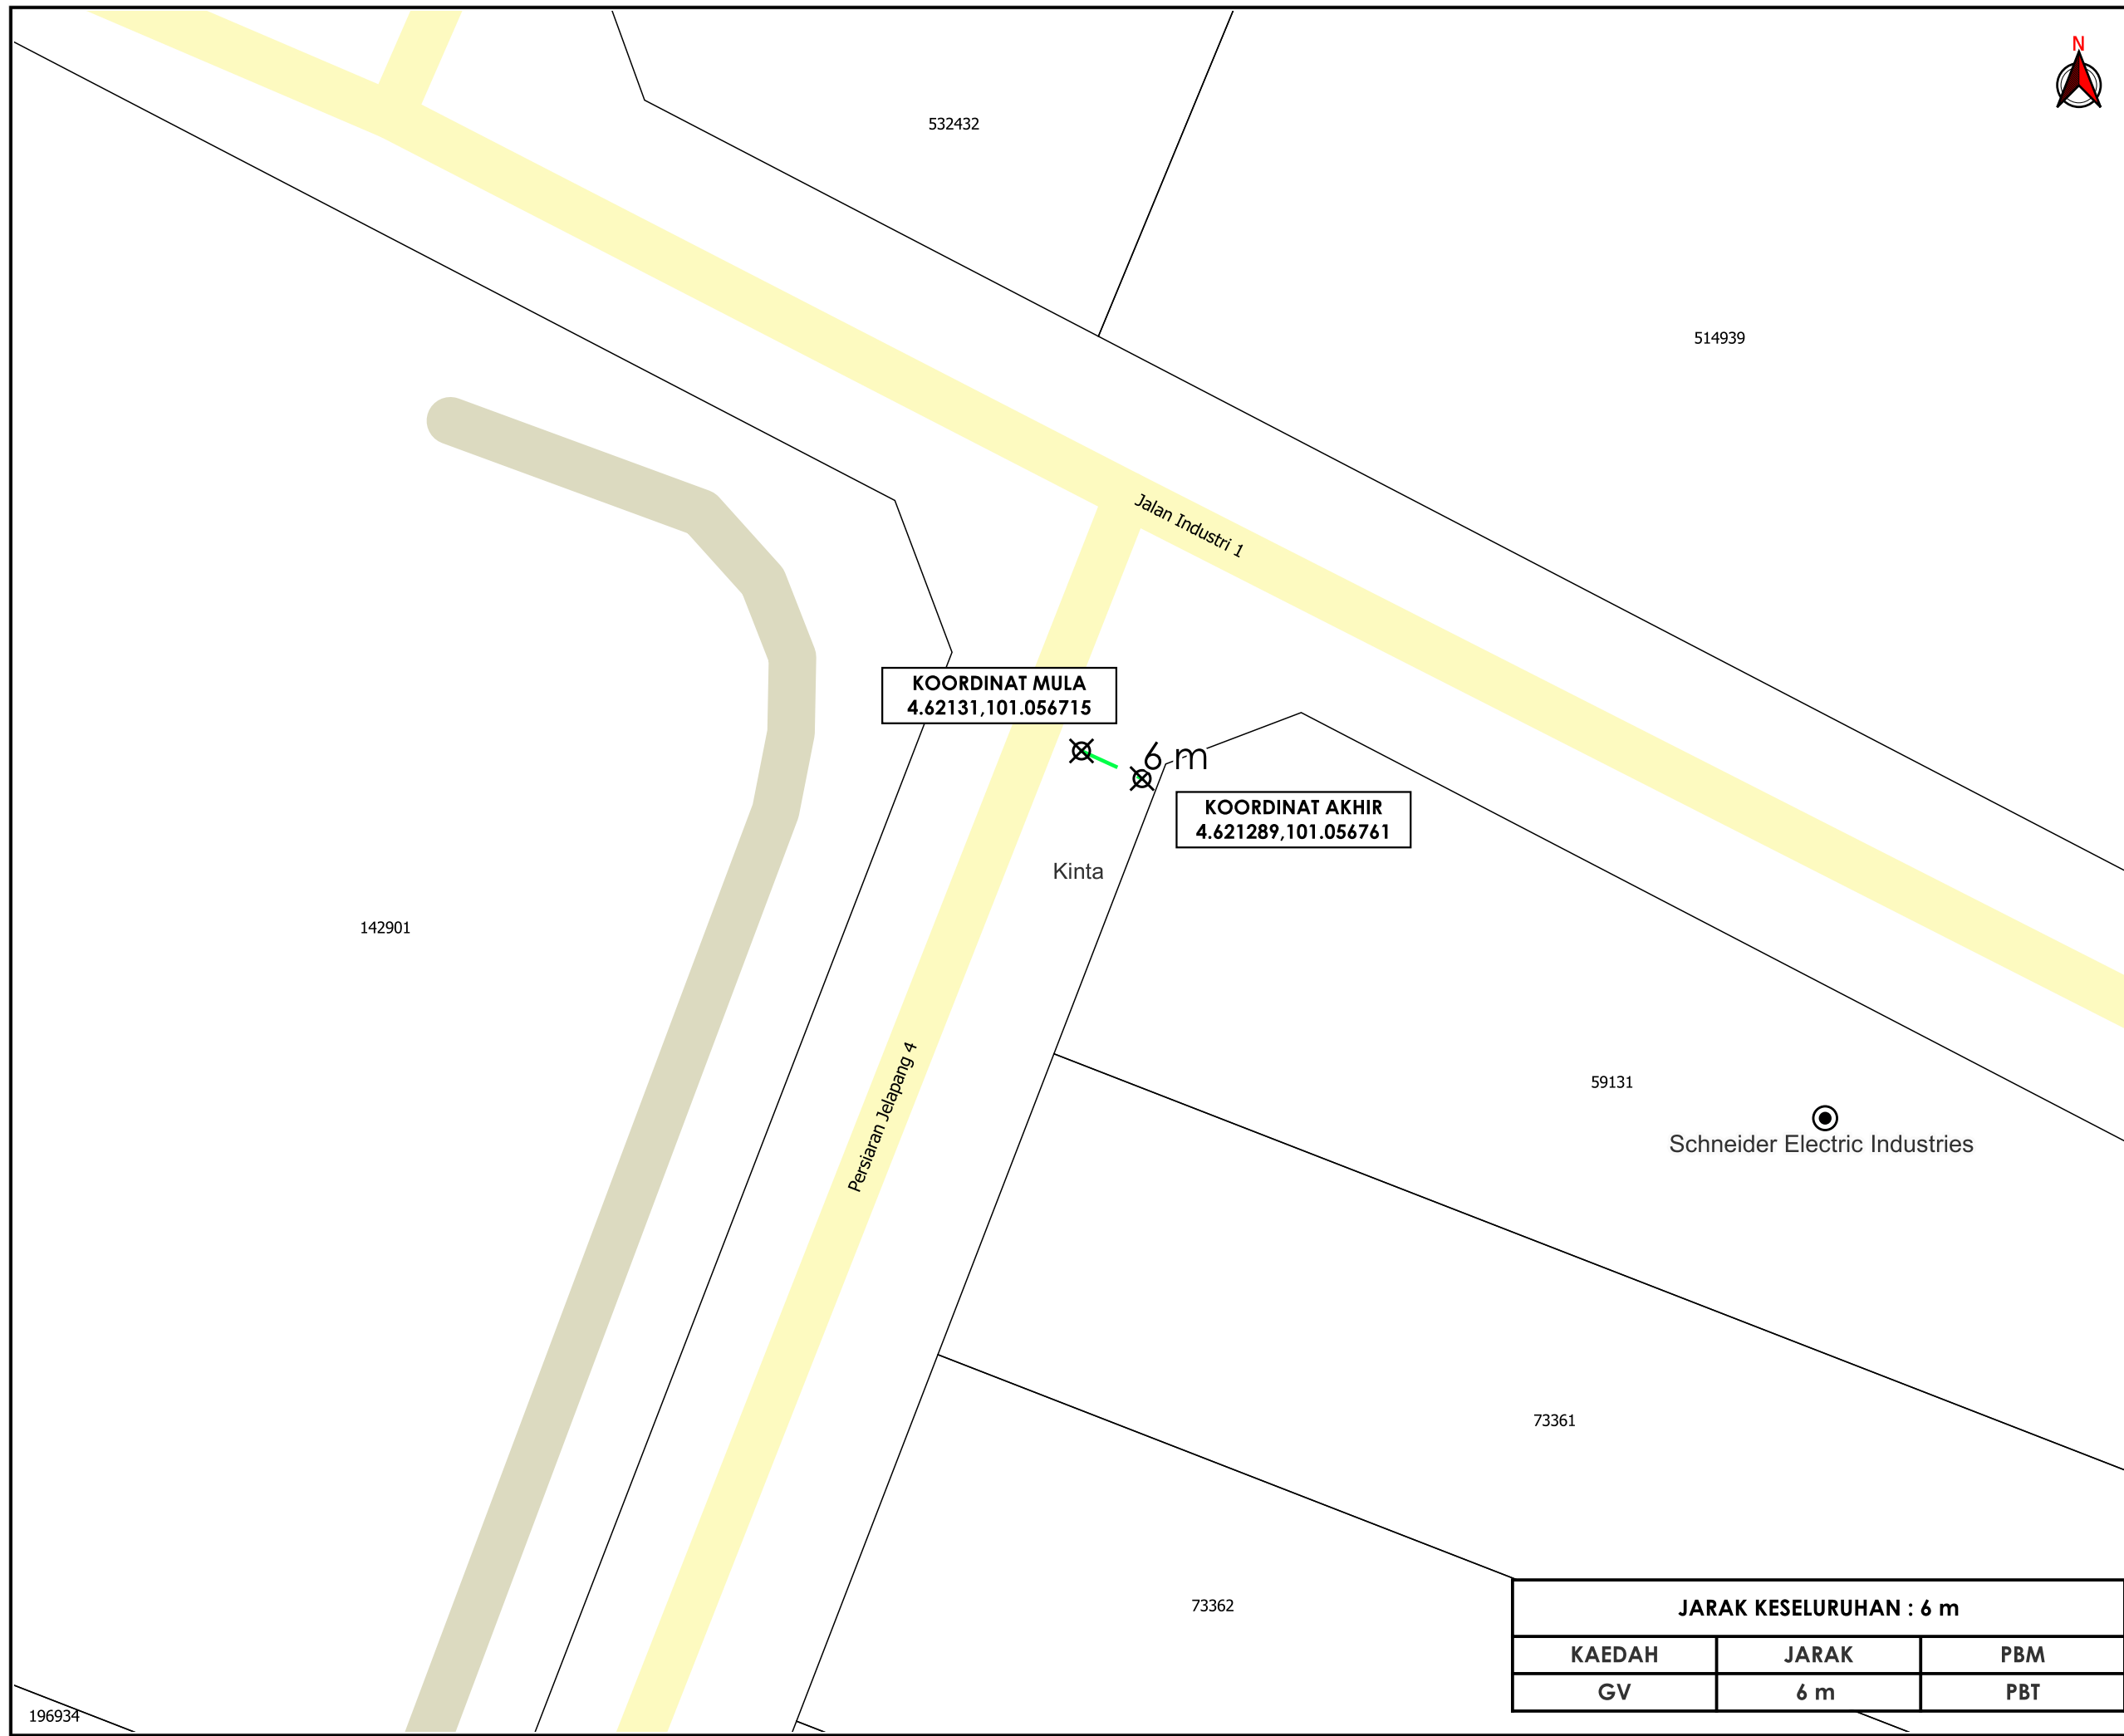 N
532432
514939
Jalan Industri 1
KOORDINAT MULA
4.62131,101.056715
6 m
KOORDINAT AKHIR
4.621289,101.056761
Kinta
142901
Persiaran Jelapang 4
59131
Schneider Electric Industries
73361
73362
JARAK KESELURUHAN : 6 m
KAEDAH JARAK PBM
GV 6 m PBT
196934